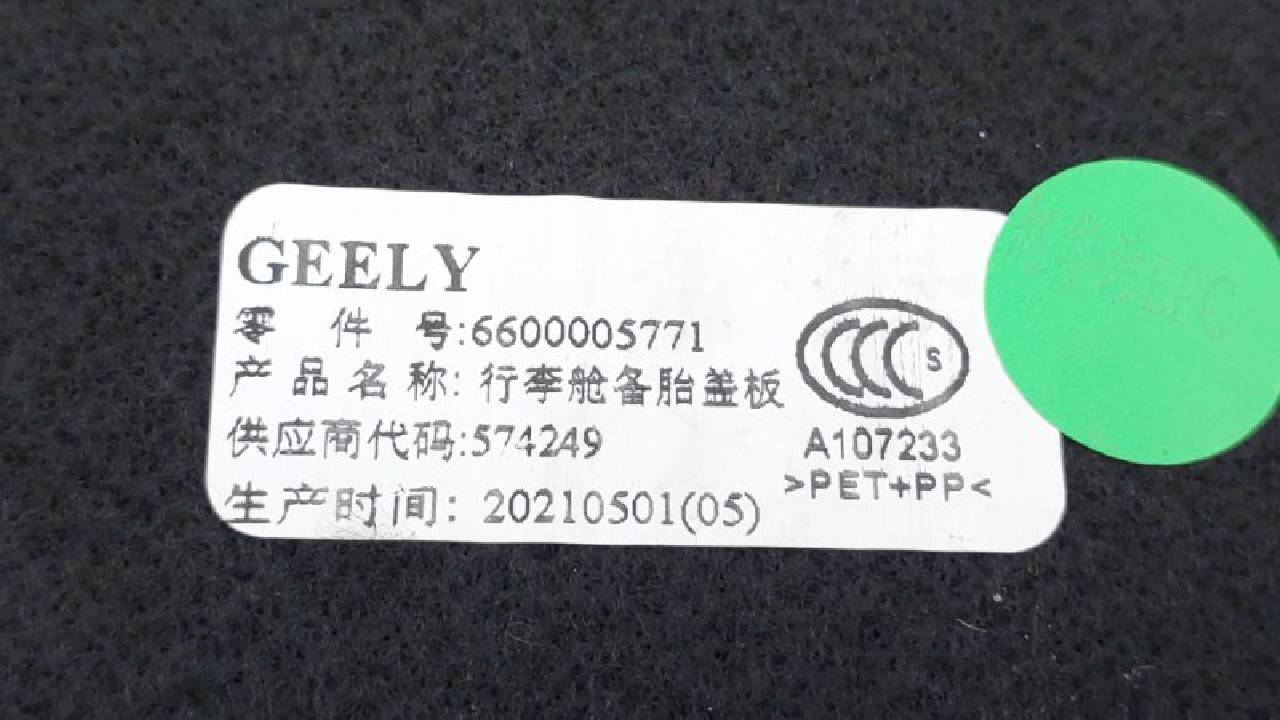 GEELY
零 件 号:6600005771
产品名称: 行李舱备胎盖板
供应商代码:574249
生产时间: 20210501(05)
CCC S
A107233
>PET+PP<